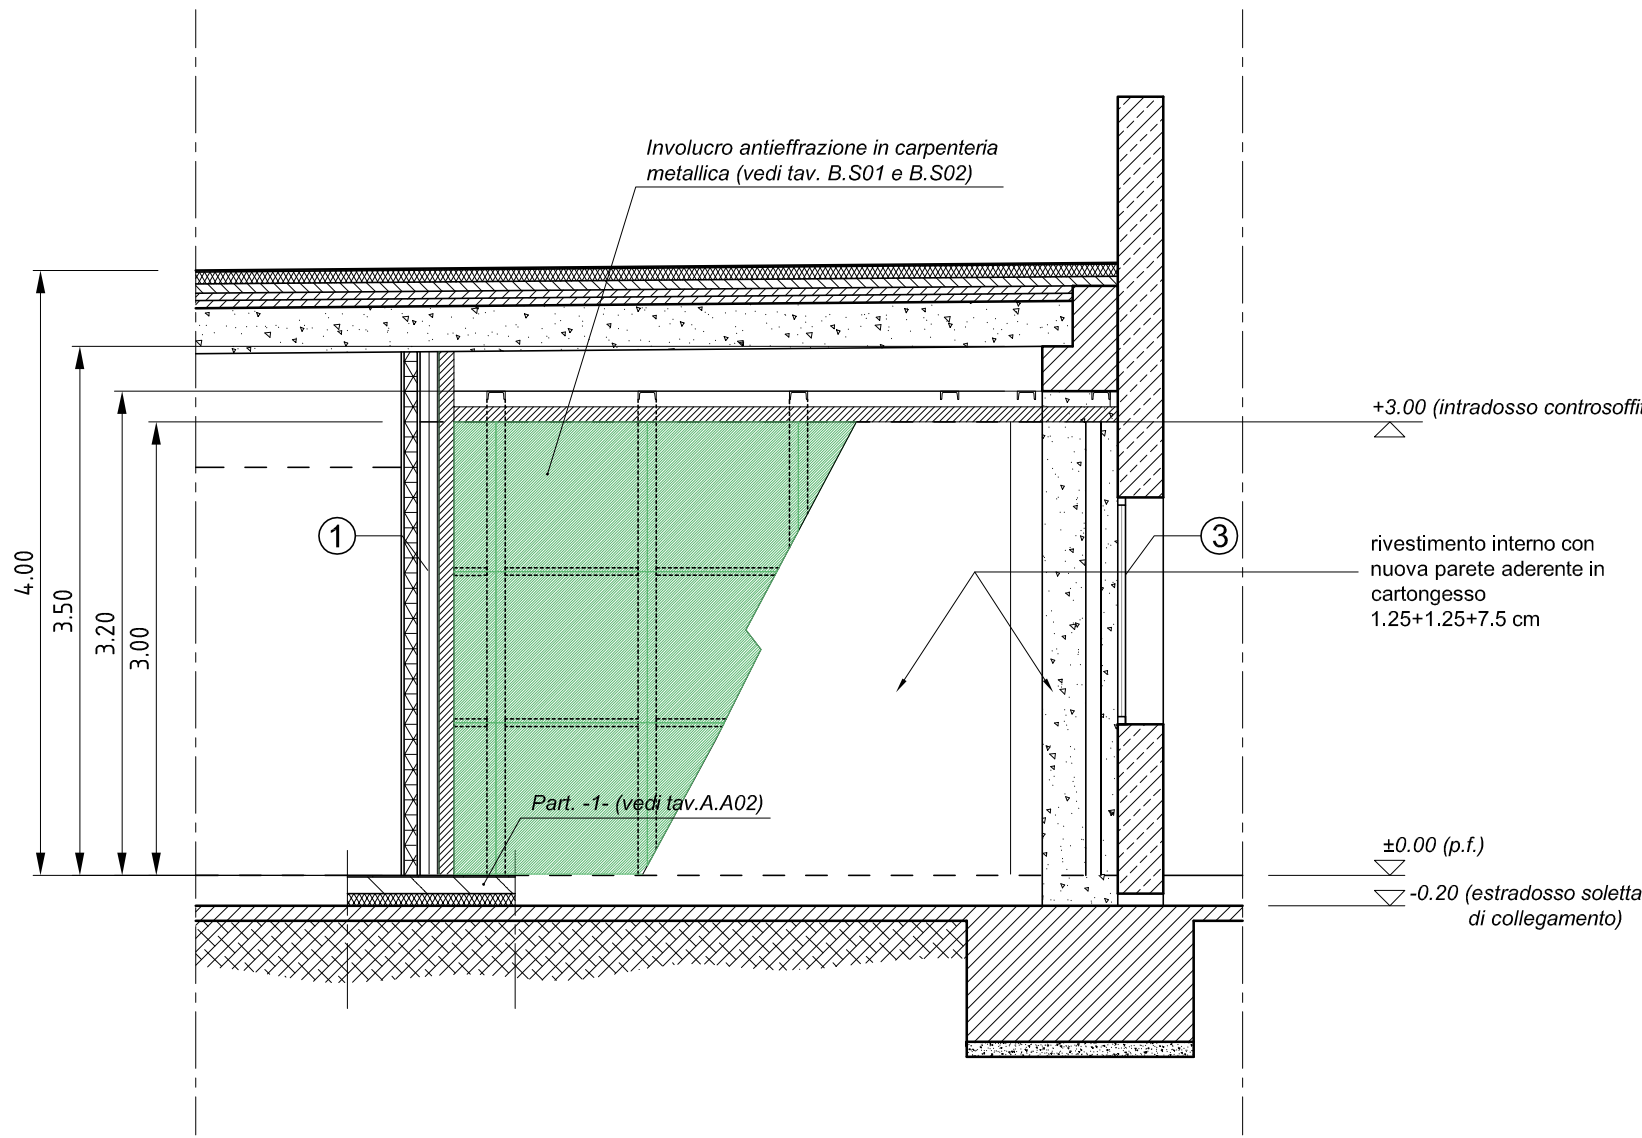 Involucro antieffrazione in carpenteria
metallica (vedi tav. B.S01 e B.S02)
+3.00 (intradosso controsoffit
1
3
rivestimento interno con
nuova parete aderente in
cartongesso
1.25+1.25+7.5 cm
4.00
3.50
3.20
3.00
Part. -1- (vedi tav.A.A02)
±0.00 (p.f.)
-0.20 (estradosso soletta
di collegamento)